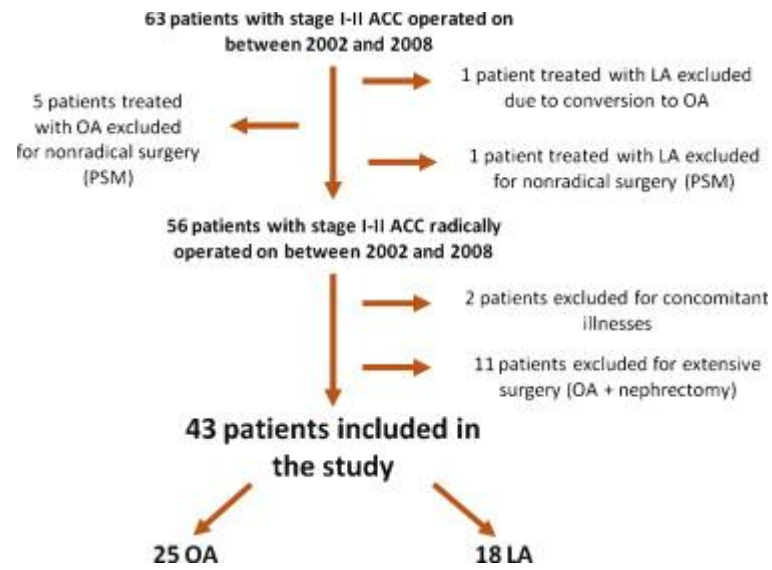 63 patients with stage I-II ACC operated on
between 2002 and 2008
1 patient treated with LA excluded
due to conversion to OA
5 patients treated
with OA excluded
for nonradical surgery
(PSM)
1 patient treated with LA excluded
for nonradical surgery (PSM)
56 patients with stage I-II ACC radically
operated on between 2002 and 2008
2 patients excluded for concomitant
illnesses
11 patients excluded for extensive
surgery (OA + nephrectomy)
43 patients included in
the study
25 OA
18 LA